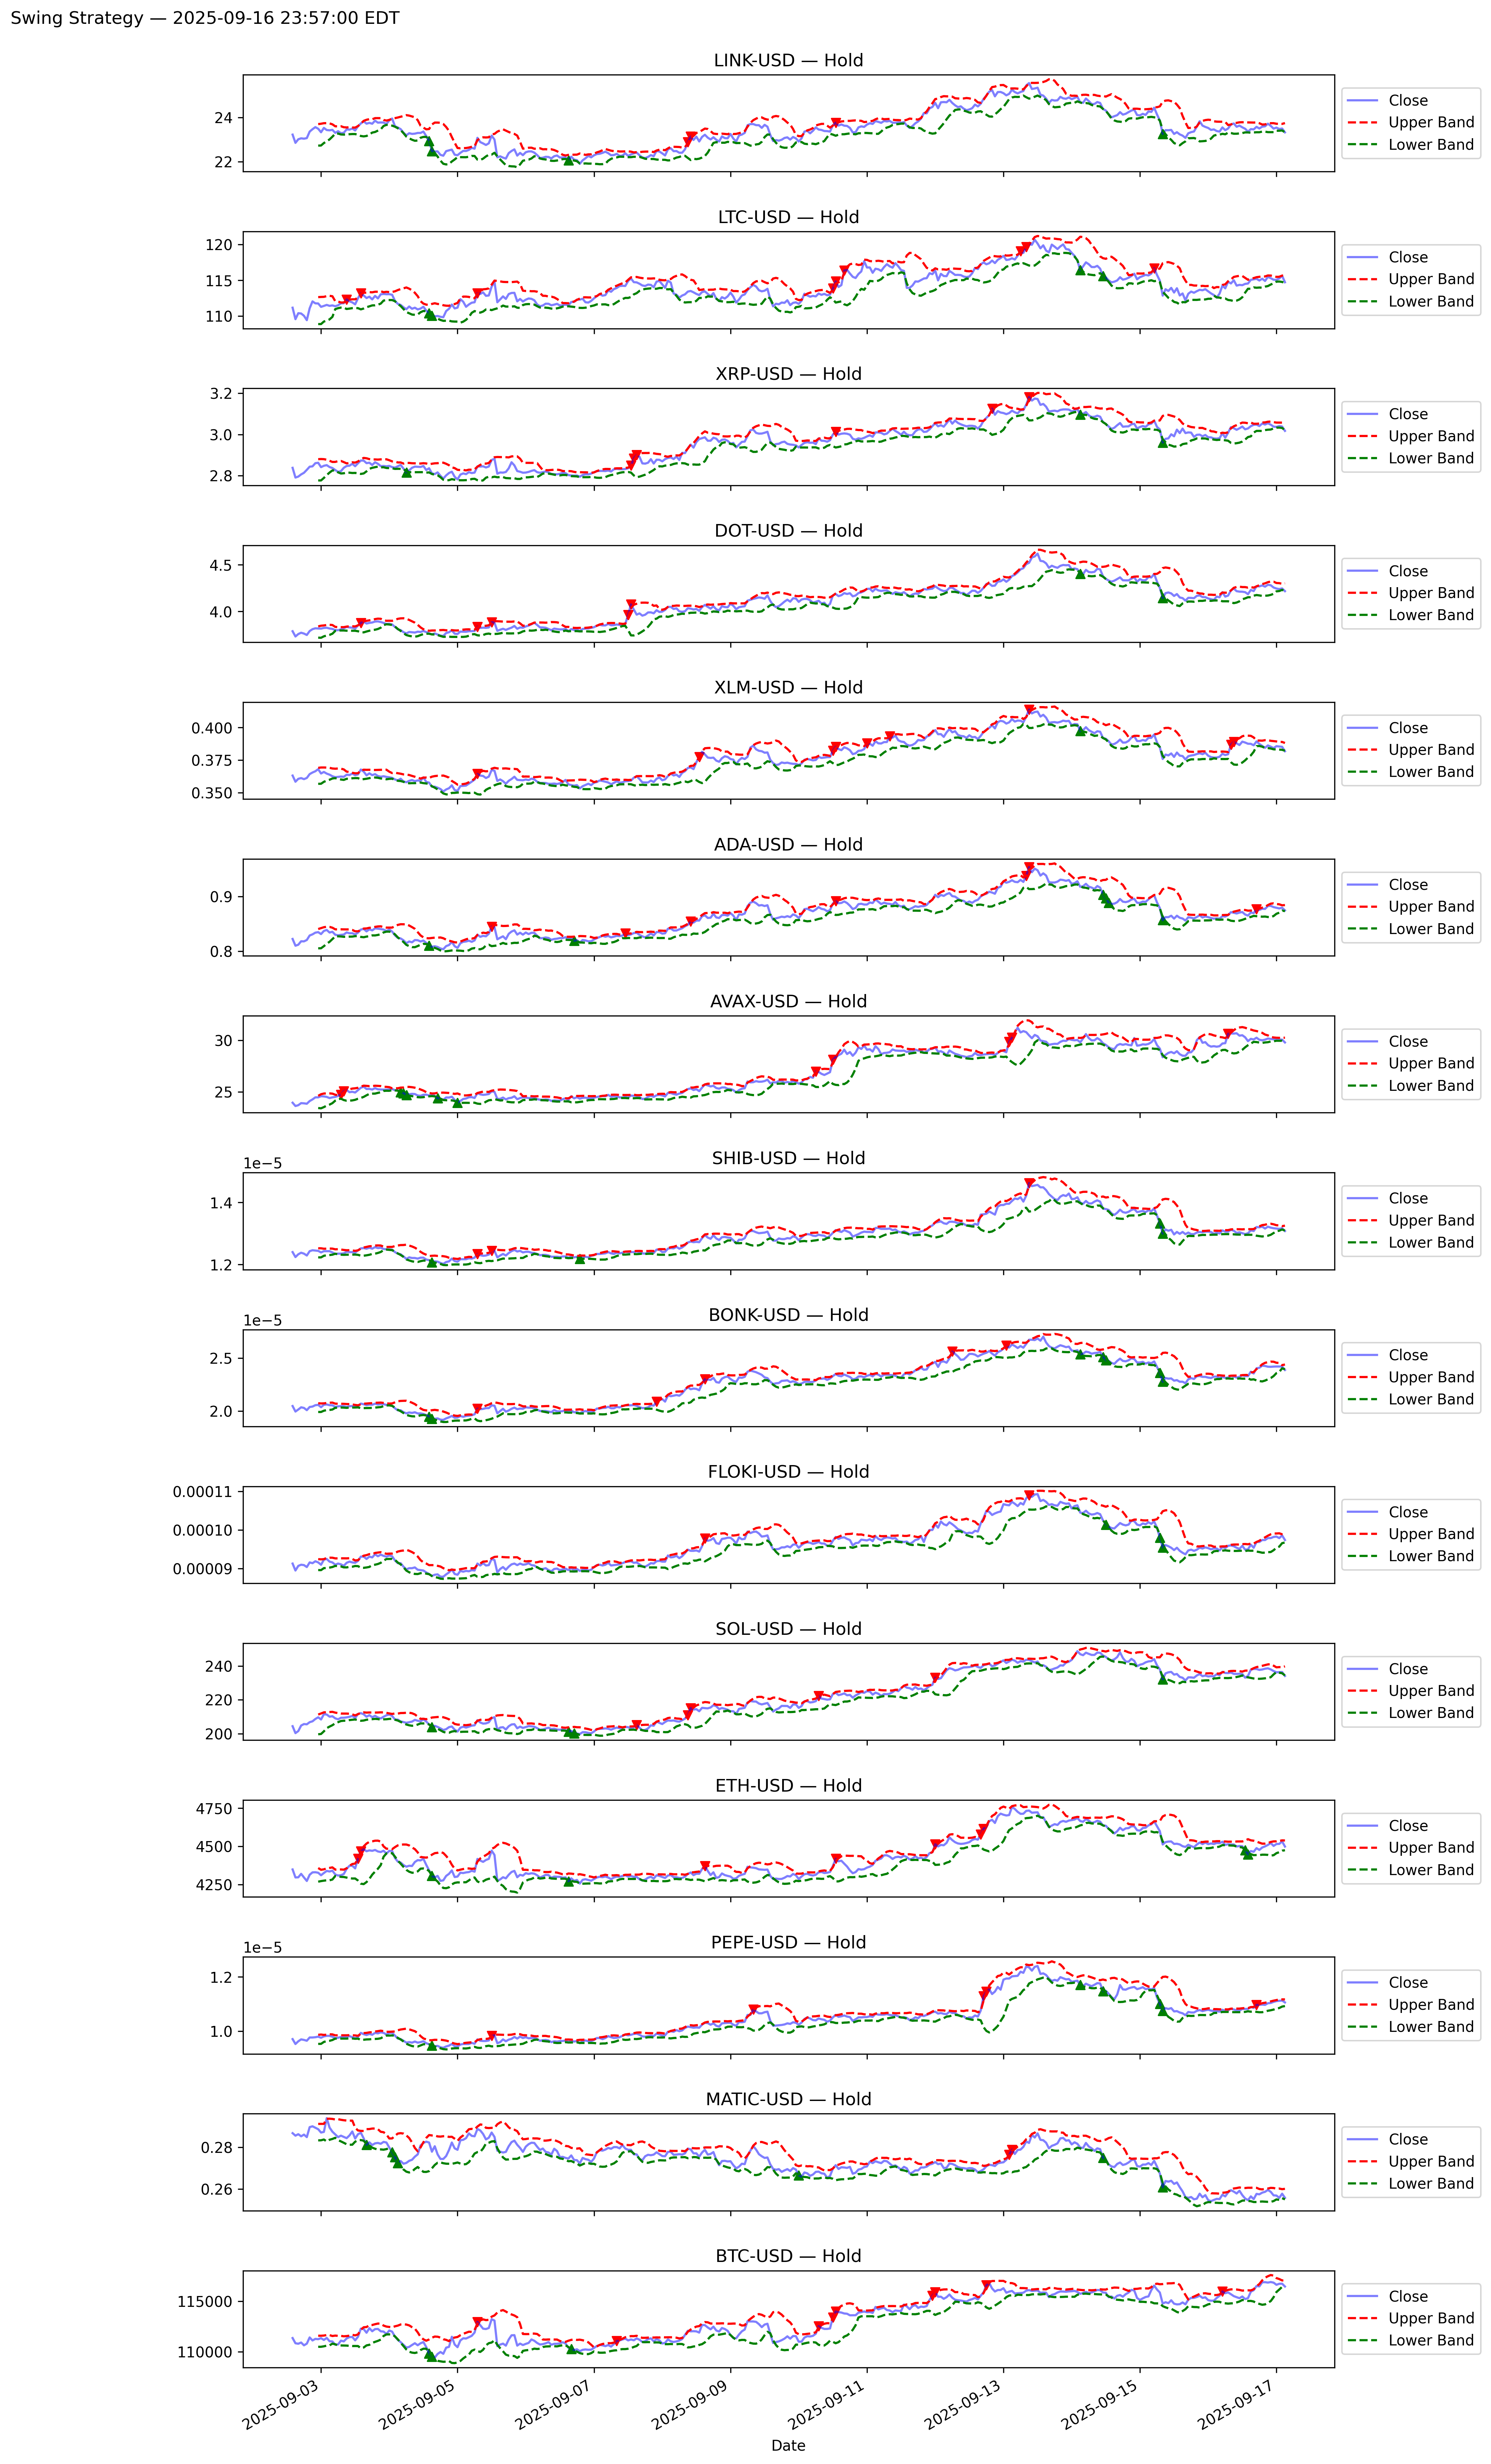 Swing Strategy — 2025-09-16 23:57:00 EDT
LINK-USD — Hold
24
22
Close
Upper Band
Lower Band
LTC-USD — Hold
120
115
110
Close
Upper Band
Lower Band
XRP-USD — Hold
3.2
3.0
2.8
Close
Upper Band
Lower Band
DOT-USD — Hold
4.5
4.0
Close
Upper Band
Lower Band
XLM-USD — Hold
0.400
0.375
0.350
Close
Upper Band
Lower Band
ADA-USD — Hold
0.9
0.8
Close
Upper Band
Lower Band
AVAX-USD — Hold
30
25
Close
Upper Band
Lower Band
SHIB-USD — Hold
1e−5
1.4
1.2
Close
Upper Band
Lower Band
BONK-USD — Hold
1e−5
2.5
2.0
Close
Upper Band
Lower Band
FLOKI-USD — Hold
0.00011
0.00010
0.00009
Close
Upper Band
Lower Band
SOL-USD — Hold
240
220
200
Close
Upper Band
Lower Band
ETH-USD — Hold
4750
4500
4250
Close
Upper Band
Lower Band
PEPE-USD — Hold
1e−5
1.2
1.0
Close
Upper Band
Lower Band
MATIC-USD — Hold
0.28
0.26
Close
Upper Band
Lower Band
BTC-USD — Hold
115000
110000
Close
Upper Band
Lower Band
2025-09-03
2025-09-05
2025-09-07
2025-09-09
2025-09-11
2025-09-13
2025-09-15
2025-09-17
Date